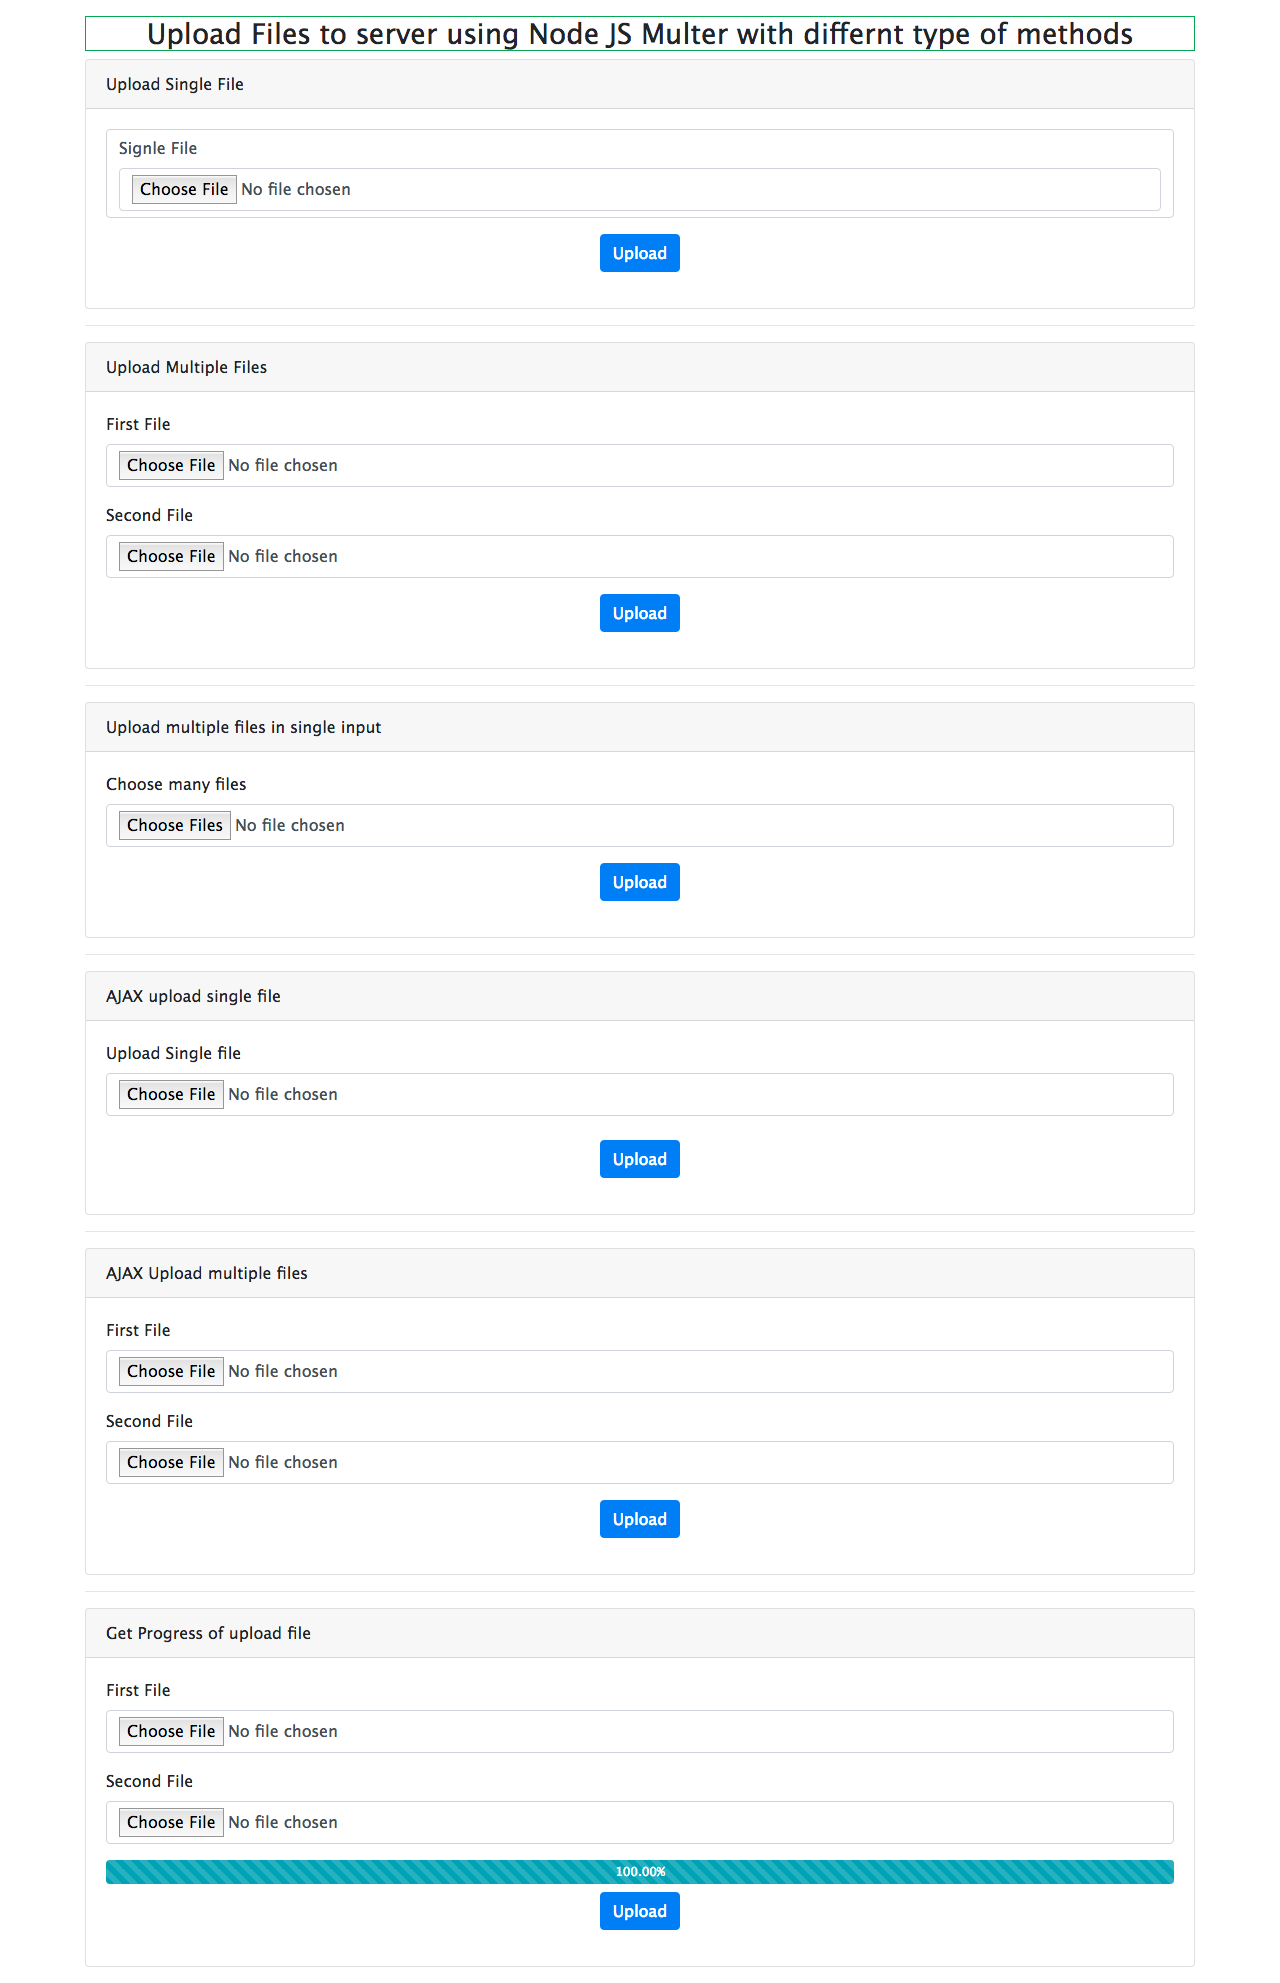 Upload Files to server using Node JS Multer with differnt type of methods
Upload Single File
Signle File
Choose File No file chosen
Upload
Upload Multiple Files
First File
Choose File No file chosen
Second File
Choose File No file chosen
Upload
Upload multiple files in single input
Choose many files
Choose Files No file chosen
Upload
AJAX upload single file
Upload Single file
Choose File No file chosen
Upload
AJAX Upload multiple files
First File
Choose File No file chosen
Second File
Choose File No file chosen
Upload
Get Progress of upload file
First File
Choose File No file chosen
Second File
Choose File No file chosen
100.00%
Upload